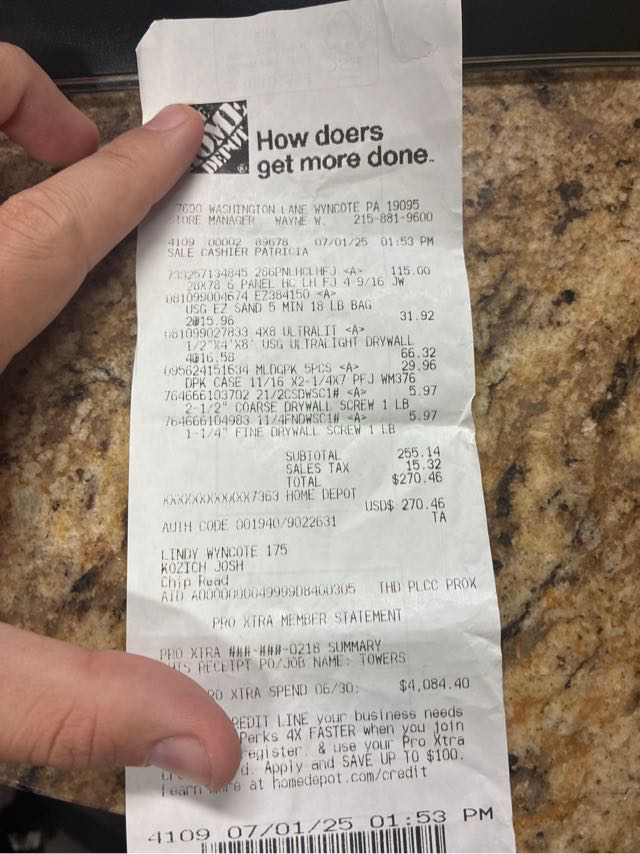 HOME
DEPOT
How doers
get more done.
7600 WASHINGTON LANE WYNCOTE PA 19095
TORE MANAGER WAYNE W. 215-881-9600
4109 00002 89678 07/01/25 01:53 PM
SALE CASHIER PATRICIA
733257134845 286PNLHCLHFJ <A> 115.00
28X78 6 PANEL HC LH FJ 4-9/16 JW
081099004674 EZ384150 <A>
USG EZ SAND 5 MIN 18 LB BAG
2@15.96 31.92
081099027833 4X8 ULTRALIT <A>
1/2"X4'X8' USG ULTRALIGHT DRYWALL
4@16.58 66.32
095624151634 MLDGPK 5PCS <A> 29.96
DPK CASE 11/16 X2-1/4X7 PFJ WM376
764666103702 21/2CSDWSC1# <A> 5.97
2-1/2" COARSE DRYWALL SCREW 1 LB
764666104983 11/4FNDWSC1# <A> 5.97
1-1/4" FINE DRYWALL SCREW 1 LB
SUBTOTAL 255.14
SALES TAX 15.32
TOTAL $270.46
XXXXXXXXXXXX7363 HOME DEPOT
USD$ 270.46
AUTH CODE 001940/9022631 TA
LINDY WYNCOTE 175
KOZICH JOSH
Chip Read
AID A0000000049999D8400305 THD PLCC PROX
PRO XTRA MEMBER STATEMENT
PRO XTRA ###-###-0218 SUMMARY
RECEIPT PO/JOB NAME: TOWERS
RO XTRA SPEND 06/30: $4,084.40
REDIT LINE your business needs
Perks 4X FASTER when you join
egister, & use your Pro Xtra
d. Apply and SAVE UP TO $100.
at homedepot.com/credit
4109 07/01/25 01:53 PM